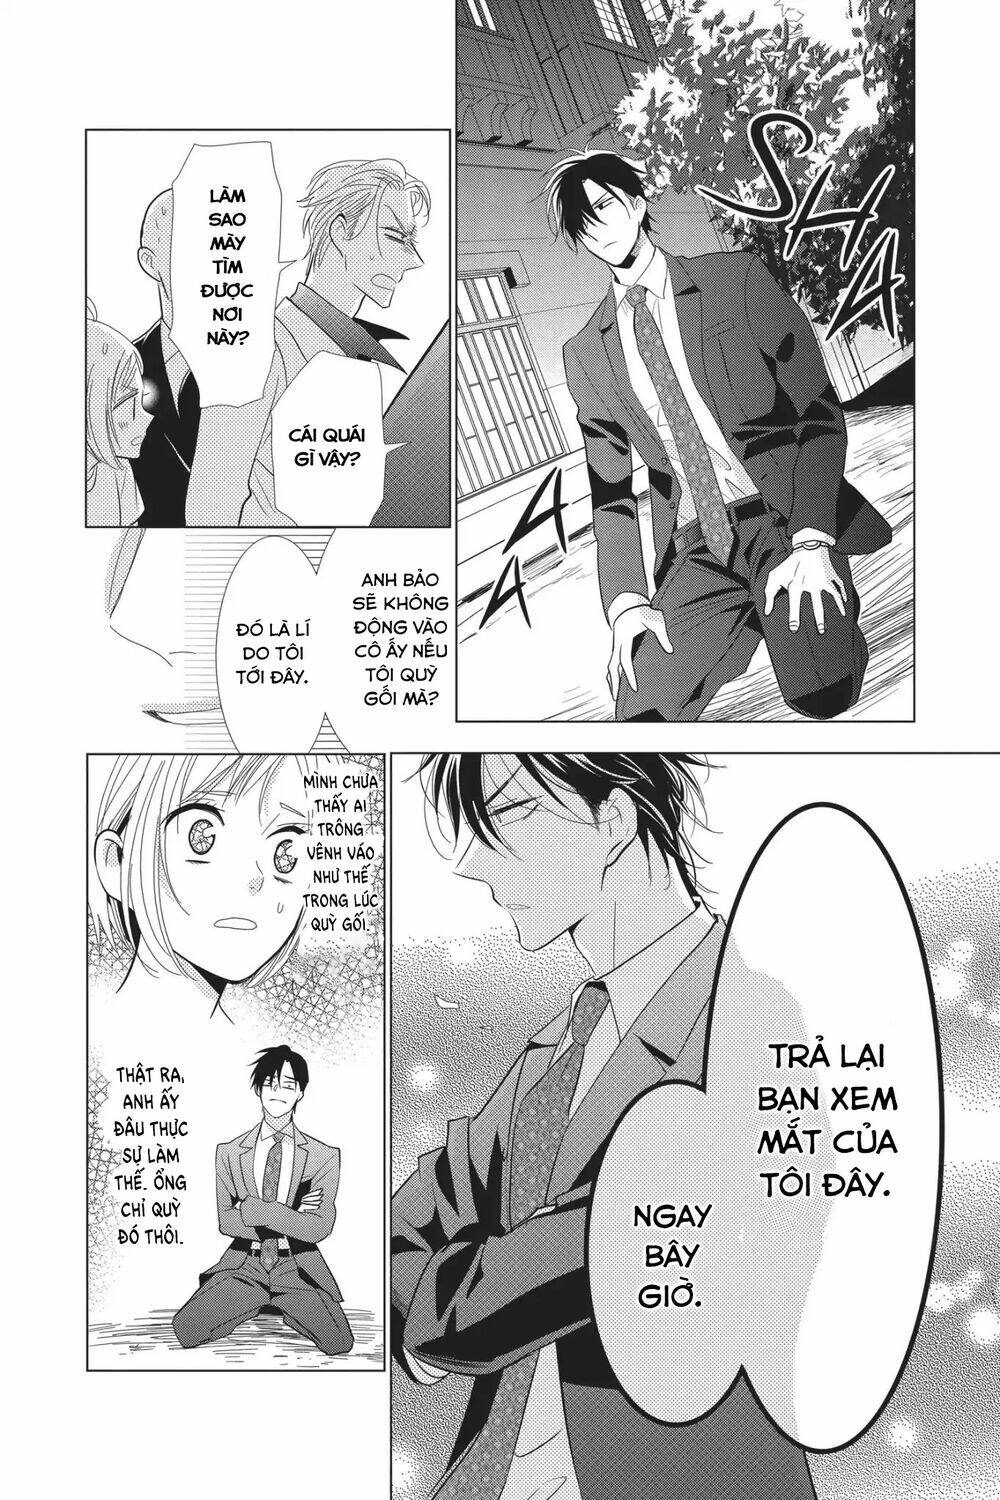 SHA
AA
CÁI QUÁI
GÌ VẬY?
LÀM
SAO
MÀY
TÌM
ĐƯỢC
NƠI
NÀY?
ANH BẢO
SẼ KHÔNG
ĐỘNG VÀO
CÔ ẤY NẾU
TÔI QUỲ
GỐI MÀ?
ĐÓ LÀ LÍ
DO TÔI
TỚI ĐÂY.
TRẢ LẠI
BẠN XEM
MẮT CỦA
TÔI ĐÂY.
NGAY
BÂY
GIỜ.
MÌNH CHƯA
THẤY AI
TRÔNG
VÊNH VÁO
NHƯ THẾ
TRONG LÚC
QUỲ GỐI.
THẬT RA,
ANH ẤY
ĐÂU THỰC
SỰ LÀM
THẾ. ỔNG
CHỈ QUỲ
ĐÓ THÔI.